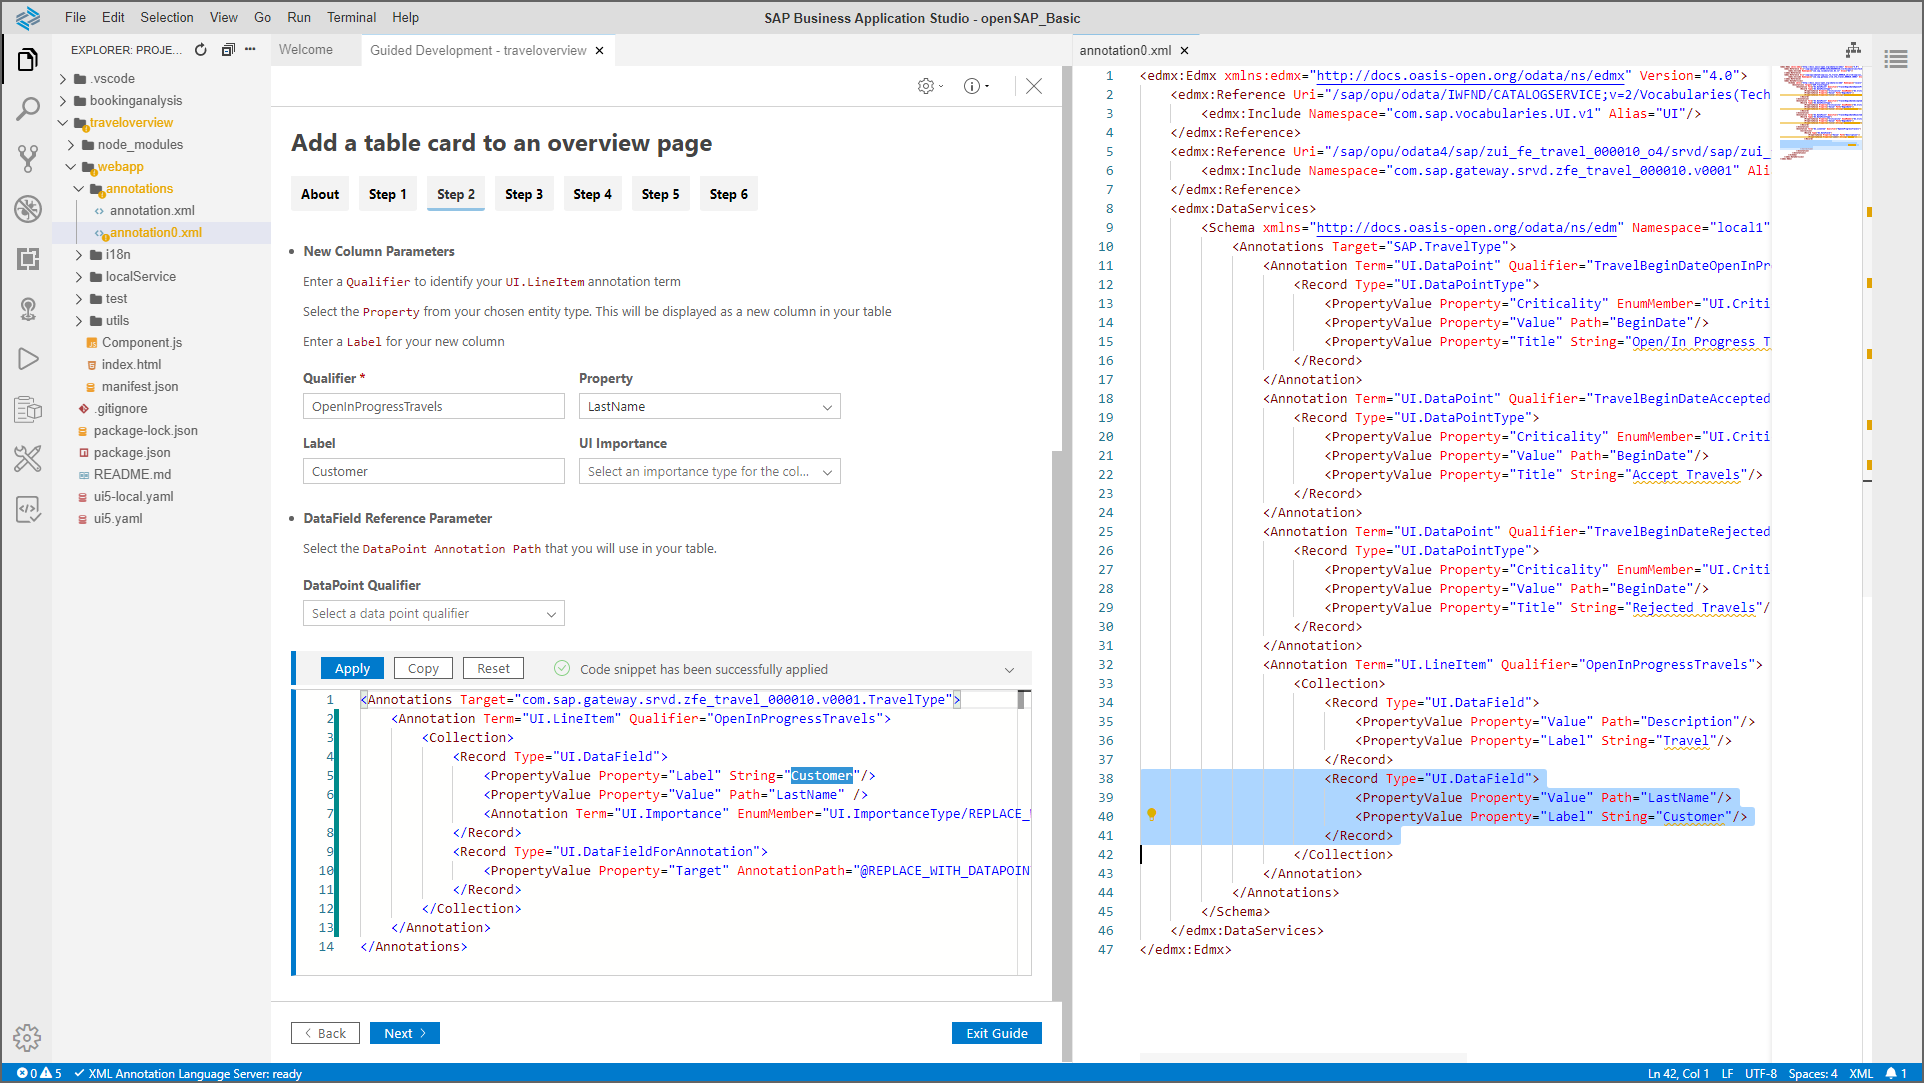 File Edit Selection View Go Run Terminal Help
SAP Business Application Studio - openSAP_Basic
EXPLORER: PROJE...
.vscode
bookinganalysis
traveloverview
node_modules
webapp
annotations
annotation.xml
annotation0.xml
i18n
localService
test
utils
Component.js
index.html
manifest.json
.gitignore
package-lock.json
package.json
README.md
ui5-local.yaml
ui5.yaml
Welcome
Guided Development - traveloverview
Add a table card to an overview page
About Step 1 Step 2 Step 3 Step 4 Step 5 Step 6
• New Column Parameters
Enter a Qualifier to identify your UI.LineItem annotation term
Select the Property from your chosen entity type. This will be displayed as a new column in your table
Enter a Label for your new column
Qualifier * Property
OpenInProgressTravels LastName
Label UI Importance
Customer Select an importance type for the col...
• DataField Reference Parameter
Select the DataPoint Annotation Path that you will use in your table.
DataPoint Qualifier
Select a data point qualifier
Apply Copy Reset Code snippet has been successfully applied
1 <Annotations Target="com.sap.gateway.srvd.zfe_travel_000010.v0001.TravelType">
2 <Annotation Term="UI.LineItem" Qualifier="OpenInProgressTravels">
3 <Collection>
4 <Record Type="UI.DataField">
5 <PropertyValue Property="Label" String="Customer"/>
6 <PropertyValue Property="Value" Path="LastName" />
7 <Annotation Term="UI.Importance" EnumMember="UI.ImportanceType/REPLACE_W
8 </Record>
9 <Record Type="UI.DataFieldForAnnotation">
10 <PropertyValue Property="Target" AnnotationPath="@REPLACE_WITH_DATAPOIN
11 </Record>
12 </Collection>
13 </Annotation>
14 </Annotations>
Back Next Exit Guide
annotation0.xml
1 <edmx:Edmx xmlns:edmx="http://docs.oasis-open.org/odata/ns/edmx" Version="4.0">
2 <edmx:Reference Uri="/sap/opu/odata/IWFND/CATALOGSERVICE;v=2/Vocabularies(Tech
3 <edmx:Include Namespace="com.sap.vocabularies.UI.v1" Alias="UI"/>
4 </edmx:Reference>
5 <edmx:Reference Uri="/sap/opu/odata4/sap/zui_fe_travel_000010_o4/srvd/sap/zui_
6 <edmx:Include Namespace="com.sap.gateway.srvd.zfe_travel_000010.v0001" Ali
7 </edmx:Reference>
8 <edmx:DataServices>
9 <Schema xmlns="http://docs.oasis-open.org/odata/ns/edm" Namespace="local1"
10 <Annotations Target="SAP.TravelType">
11 <Annotation Term="UI.DataPoint" Qualifier="TravelBeginDateOpenInPro
12 <Record Type="UI.DataPointType">
13 <PropertyValue Property="Criticality" EnumMember="UI.Criti
14 <PropertyValue Property="Value" Path="BeginDate"/>
15 <PropertyValue Property="Title" String="Open/In Progress T
16 </Record>
17 </Annotation>
18 <Annotation Term="UI.DataPoint" Qualifier="TravelBeginDateAccepted
19 <Record Type="UI.DataPointType">
20 <PropertyValue Property="Criticality" EnumMember="UI.Criti
21 <PropertyValue Property="Value" Path="BeginDate"/>
22 <PropertyValue Property="Title" String="Accept Travels"/>
23 </Record>
24 </Annotation>
25 <Annotation Term="UI.DataPoint" Qualifier="TravelBeginDateRejected
26 <Record Type="UI.DataPointType">
27 <PropertyValue Property="Criticality" EnumMember="UI.Criti
28 <PropertyValue Property="Value" Path="BeginDate"/>
29 <PropertyValue Property="Title" String="Rejected Travels"/
30 </Record>
31 </Annotation>
32 <Annotation Term="UI.LineItem" Qualifier="OpenInProgressTravels">
33 <Collection>
34 <Record Type="UI.DataField">
35 <PropertyValue Property="Value" Path="Description"/>
36 <PropertyValue Property="Label" String="Travel"/>
37 </Record>
38 <Record Type="UI.DataField">
39 <PropertyValue Property="Value" Path="LastName"/>
40 <PropertyValue Property="Label" String="Customer"/>
41 </Record>
42 </Collection>
43 </Annotation>
44 </Annotations>
45 </Schema>
46 </edmx:DataServices>
47 </edmx:Edmx>
0 5 XML Annotation Language Server: ready
Ln 42, Col 1 LF UTF-8 Spaces: 4 XML 1